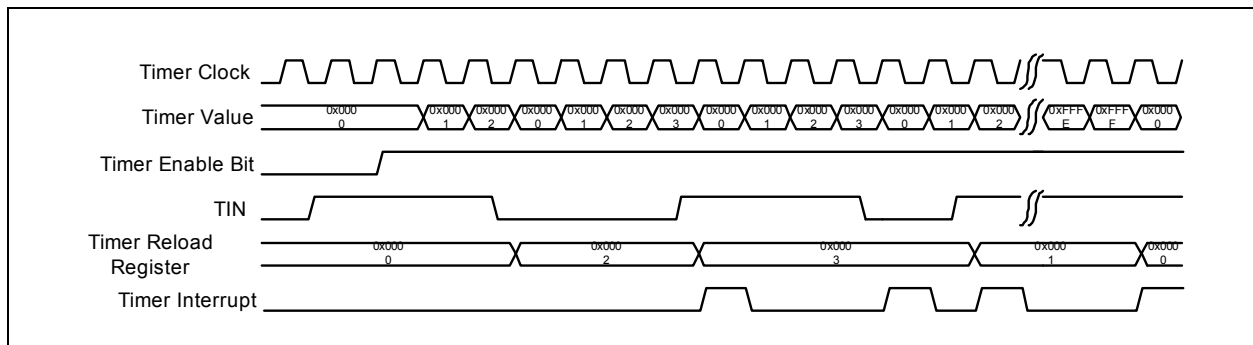 Timer Clock
Timer Value 0x000 0x000 0x000 0x000 0x000 0x000 0x000 0x000 0x000 0x000 0x000 0x000 0x000 0x000 0xFFF 0xFFF 0x000
0 1 2 0 1 2 3 0 1 2 3 0 1 2 E F 0
Timer Enable Bit
TIN
Timer Reload 0x000 0x000 0x000 0x000 0x000
Register 0 2 3 1 0
Timer Interrupt